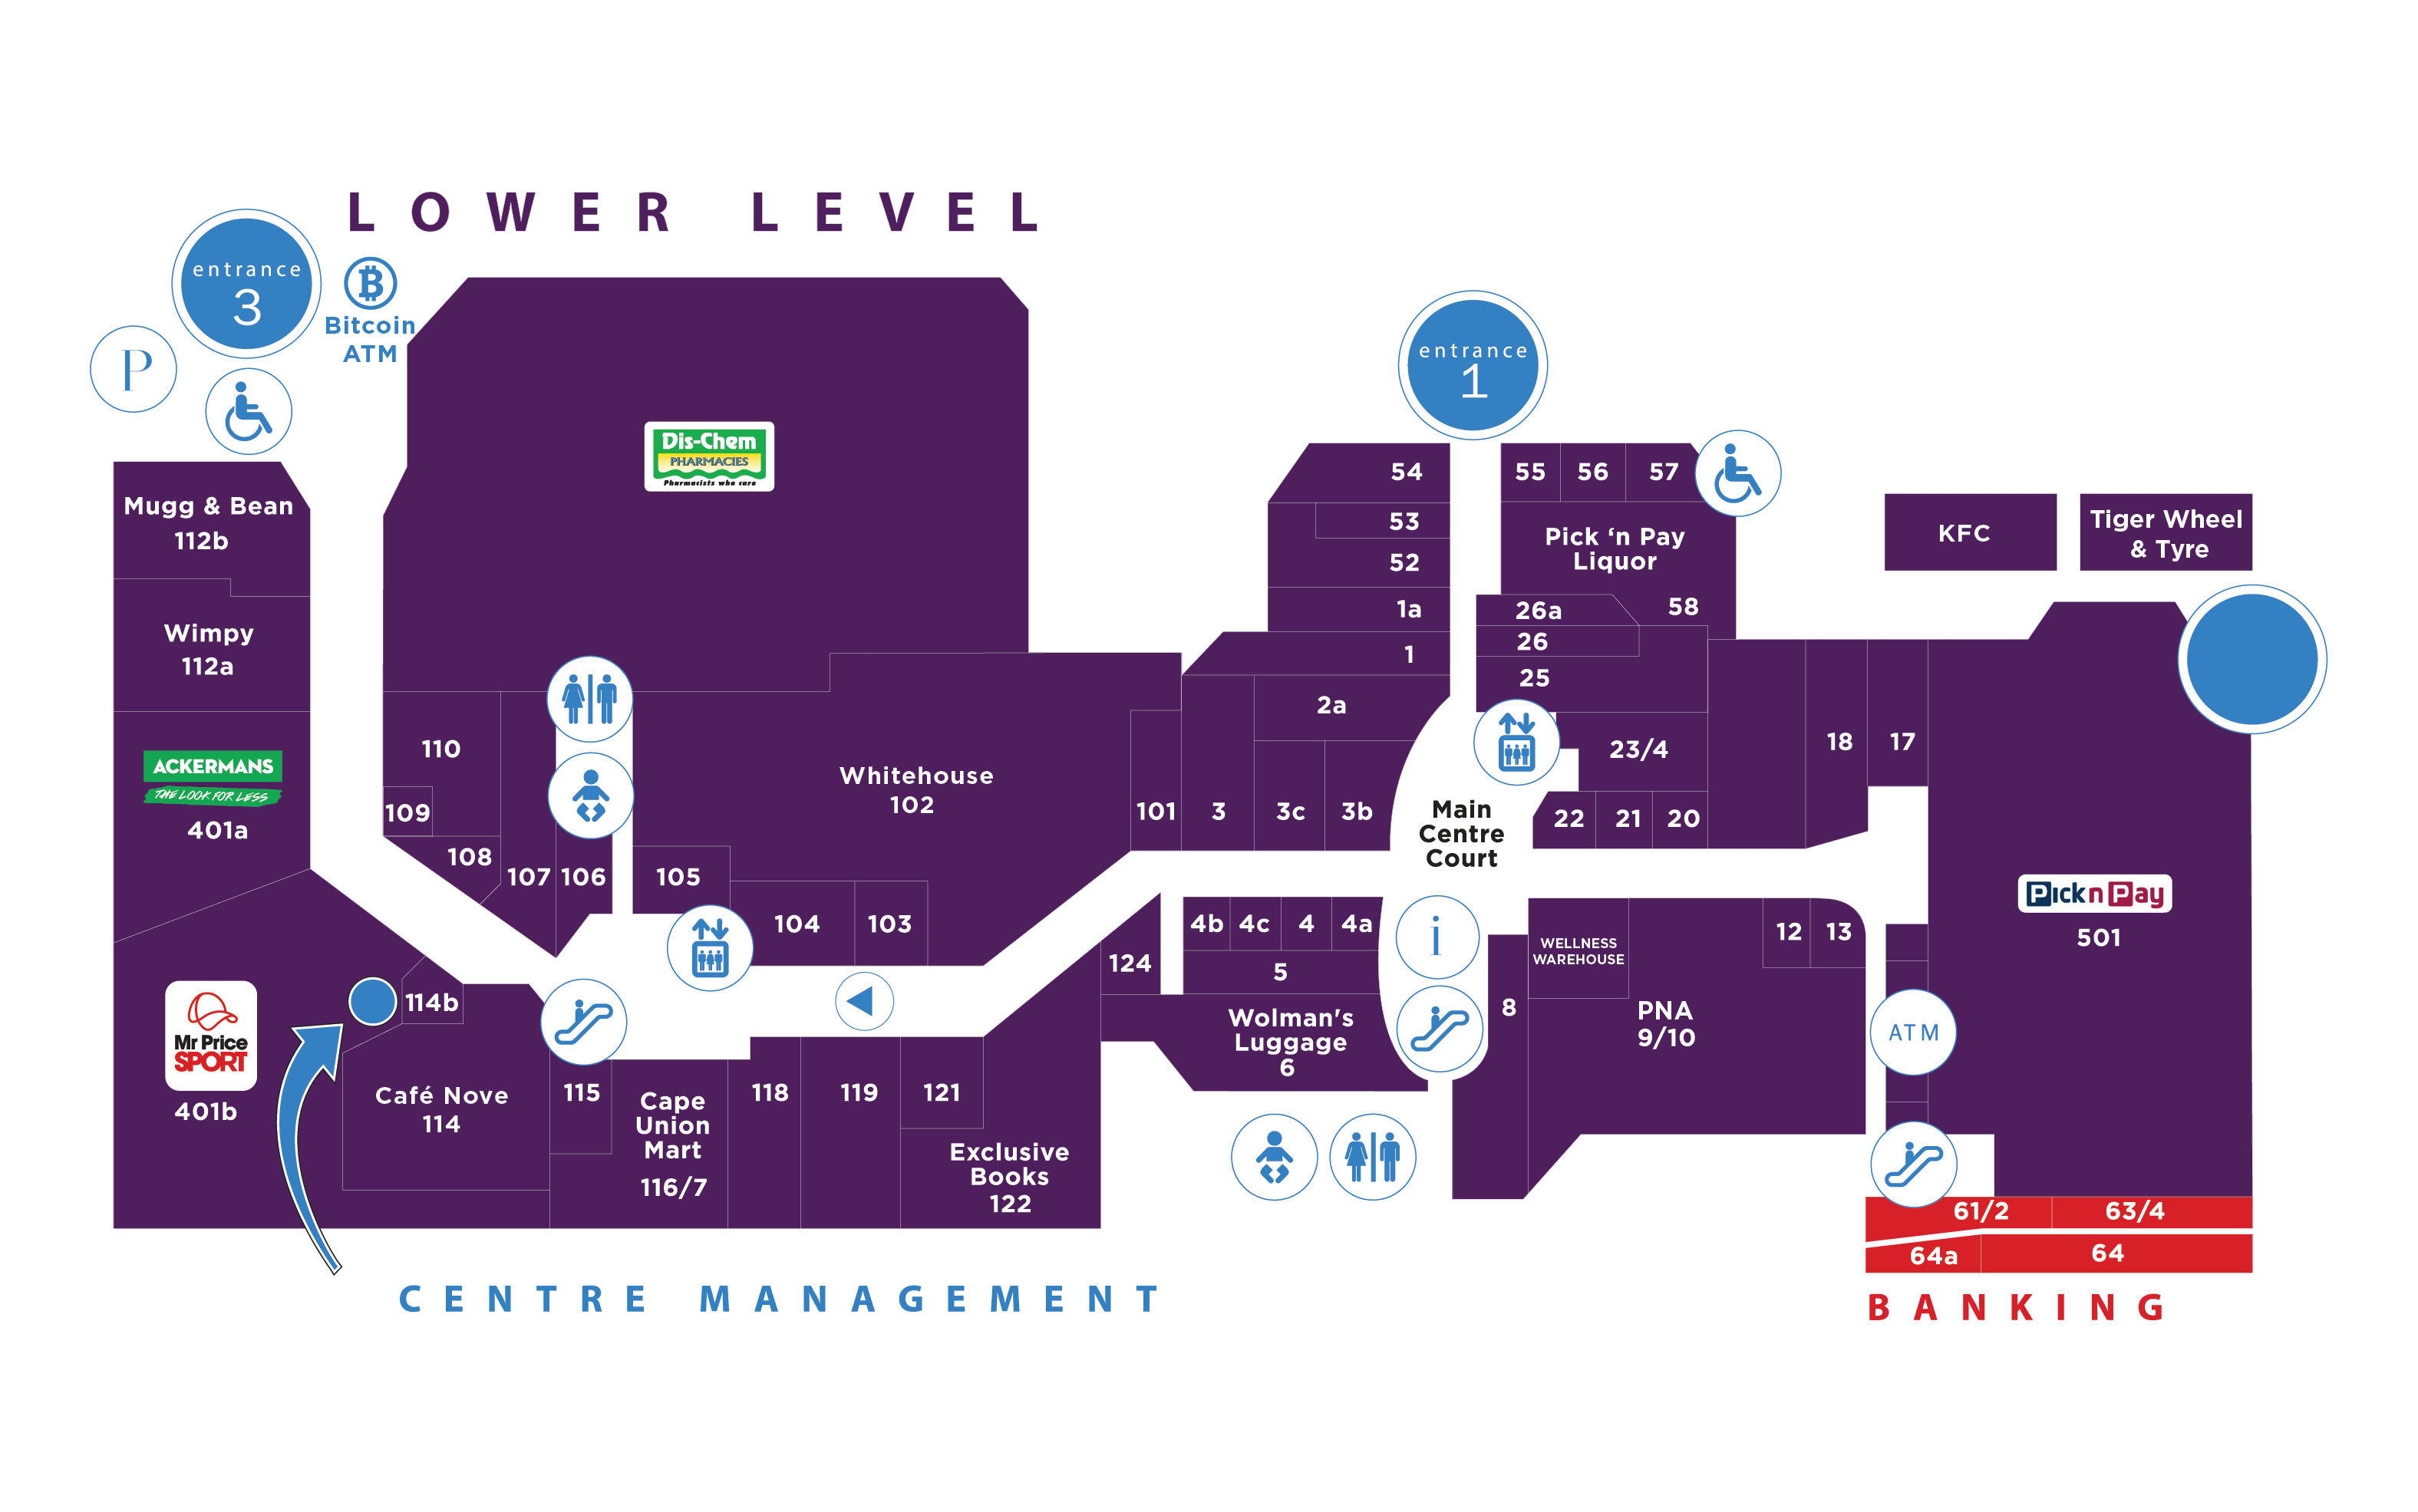 LOWER LEVEL
entrance
3
Bitcoin
ATM
P
entrance
1
Dis-Chem
PHARMACIES
Pharmacists who care
Mugg & Bean
112b
Wimpy
112a
ACKERMANS
THE LOOK FOR LESS
401a
Mr Price
SPORT
401b
110
109
108
107
106
105
104
103
Whitehouse
102
101
114b
Café Nove
114
115
Cape
Union
Mart
116/7
118
119
121
Exclusive
Books
122
124
54
53
52
1a
1
2a
3
3c
3b
4b
4c
4
4a
5
Wolman's
Luggage
6
Main
Centre
Court
i
55
56
57
Pick ‘n Pay
Liquor
58
26a
26
25
23/4
22
21
20
18
17
KFC
Tiger Wheel
& Tyre
8
WELLNESS
WAREHOUSE
PNA
9/10
12
13
Pick n Pay
501
ATM
61/2
63/4
64a
64
CENTRE MANAGEMENT
BANKING